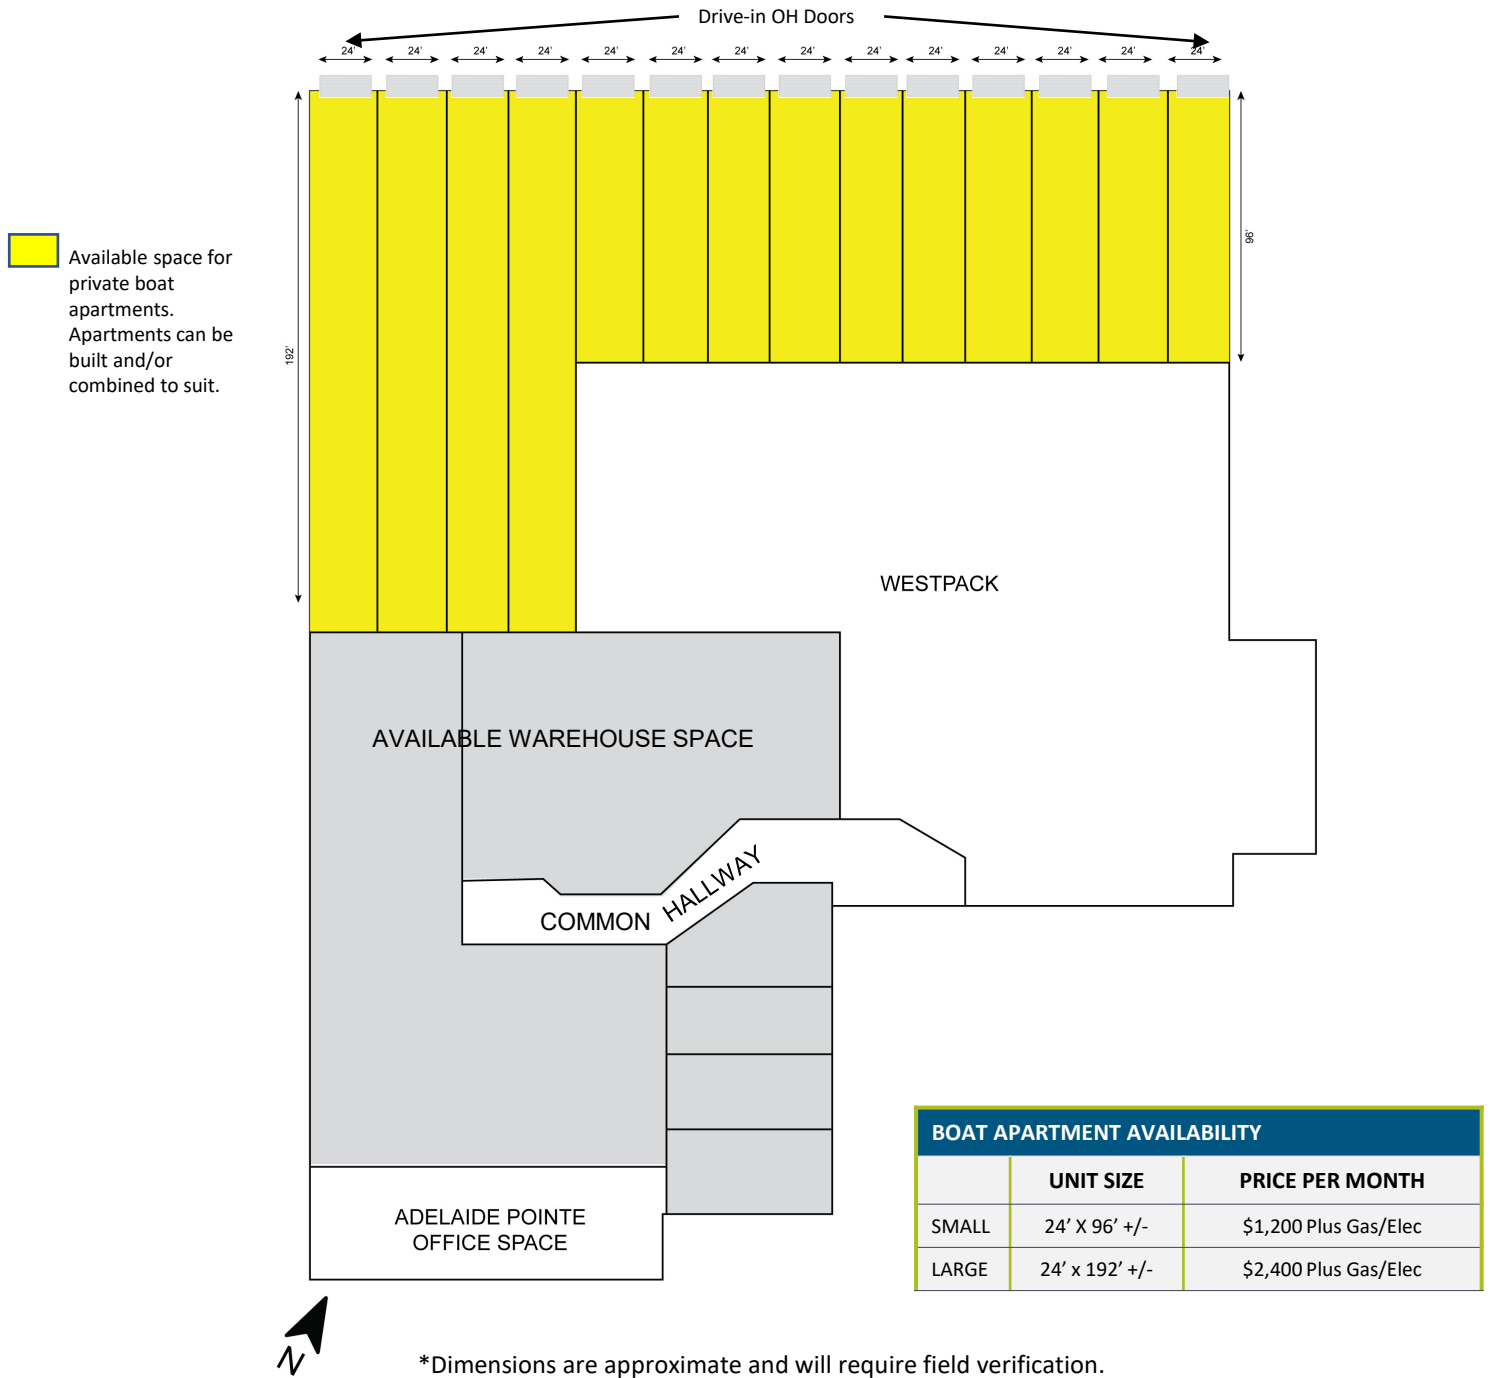 Drive-in OH Doors
24' 24' 24' 24' 24' 24' 24' 24' 24' 24' 24' 24' 24' 24'
96'
192'
Available space for
private boat
apartments.
Apartments can be
built and/or
combined to suit.
WESTPACK
AVAILABLE WAREHOUSE SPACE
COMMON HALLWAY
ADELAIDE POINTE
OFFICE SPACE
BOAT APARTMENT AVAILABILITY
UNIT SIZE PRICE PER MONTH
SMALL 24’ X 96’ +/- $1,200 Plus Gas/Elec
LARGE 24’ x 192’ +/- $2,400 Plus Gas/Elec
N
*Dimensions are approximate and will require field verification.